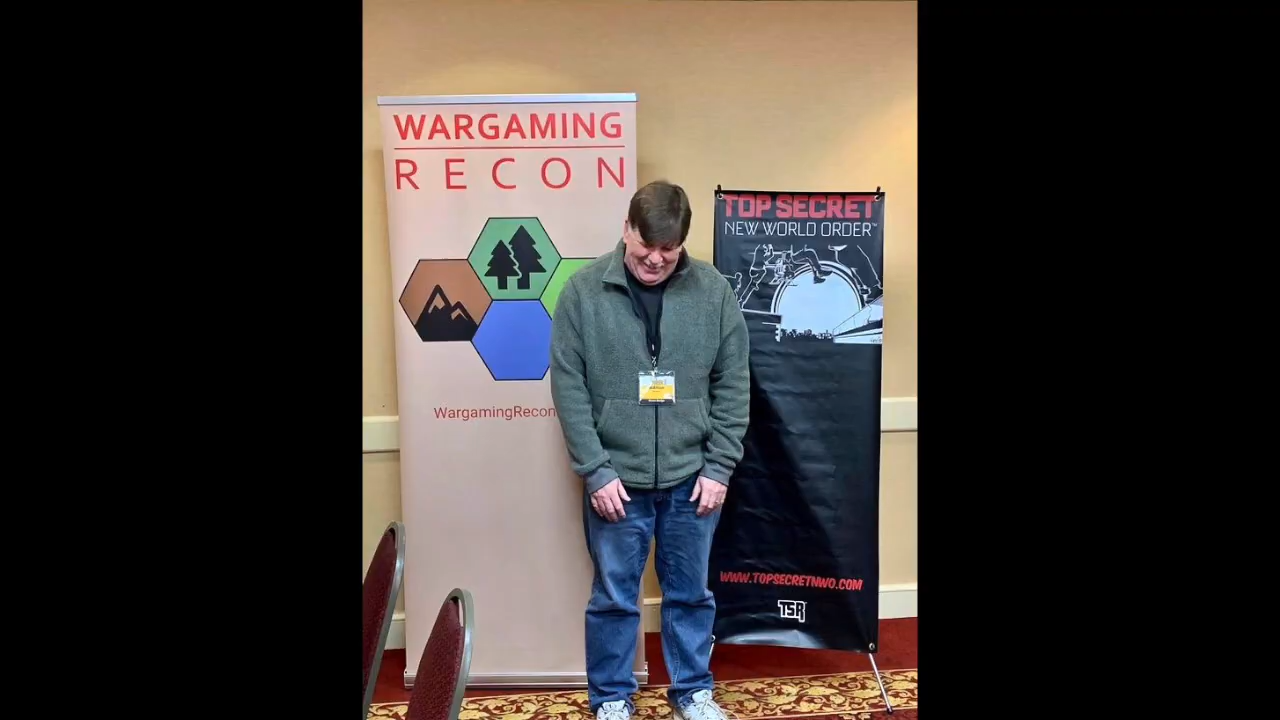 WARGAMING
RECON
WargamingRecon
TOP SECRET
NEW WORLD ORDER™
WWW.TOPSECRETNWO.COM
TSR